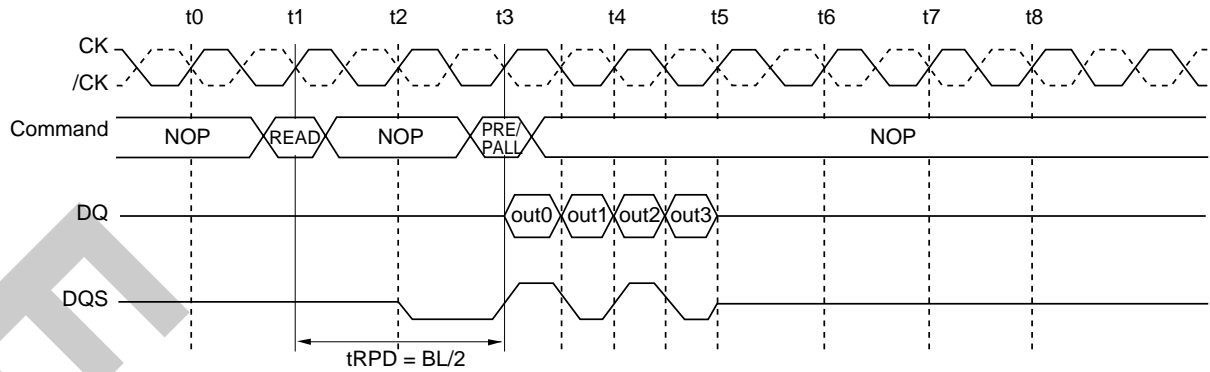 t0 t1 t2 t3 t4 t5 t6 t7 t8
CK
/CK
Command NOP READ NOP PRE/ PALL NOP
DQ out0 out1 out2 out3
DQS
tRPD = BL/2